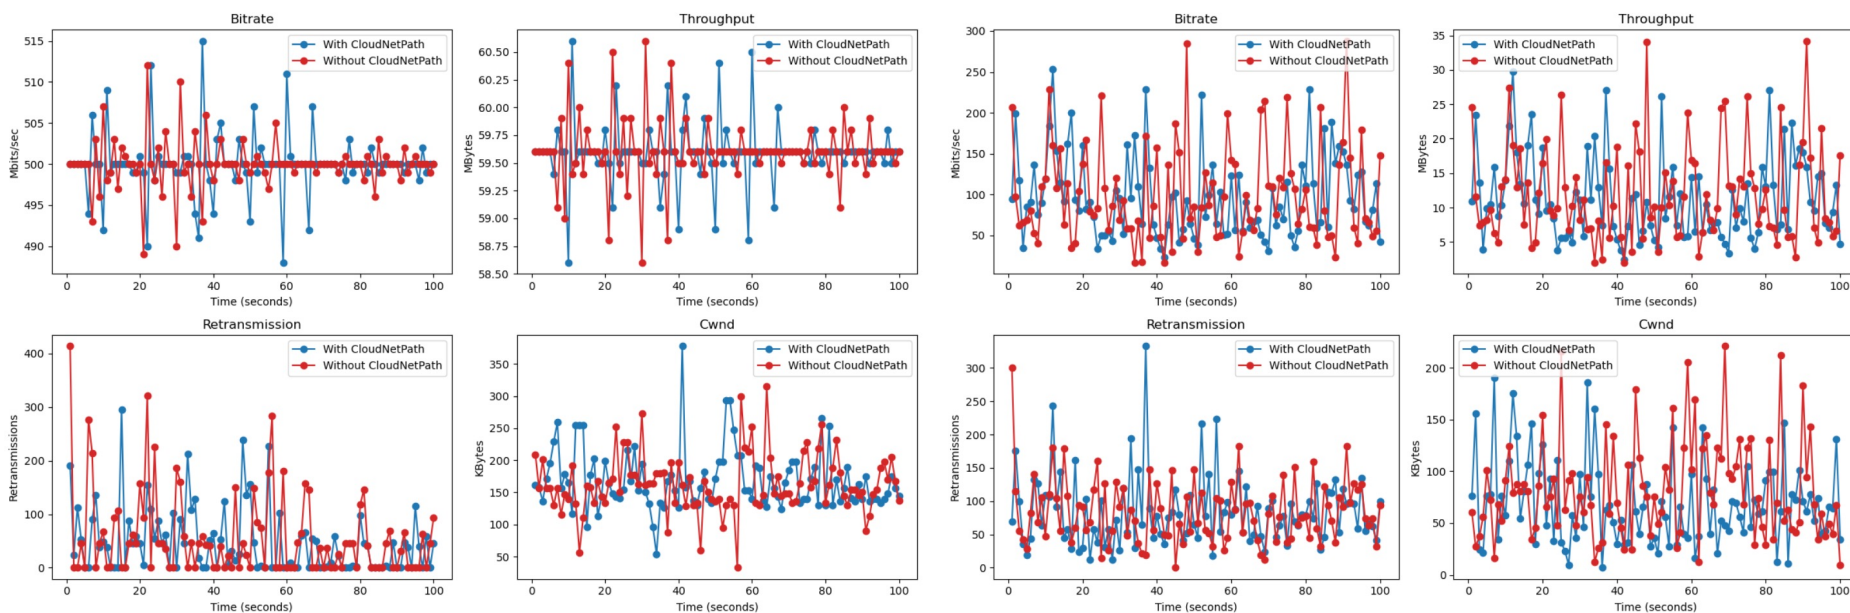 Bitrate
515
510
505
500
495
490
Mbits/sec
With CloudNetPath
Without CloudNetPath
0 20 40 60 80 100
Time (seconds)
Throughput
60.50
60.25
60.00
59.75
59.50
59.25
59.00
58.75
58.50
MBytes
With CloudNetPath
Without CloudNetPath
0 20 40 60 80 100
Time (seconds)
Bitrate
300
250
200
150
100
50
Mbits/sec
With CloudNetPath
Without CloudNetPath
0 20 40 60 80 100
Time (seconds)
Throughput
35
30
25
20
15
10
5
MBytes
With CloudNetPath
Without CloudNetPath
0 20 40 60 80 100
Time (seconds)
Retransmission
400
300
200
100
0
Retransmissions
With CloudNetPath
Without CloudNetPath
0 20 40 60 80 100
Time (seconds)
Cwnd
350
300
250
200
150
100
50
KBytes
With CloudNetPath
Without CloudNetPath
0 20 40 60 80 100
Time (seconds)
Retransmission
300
250
200
150
100
50
0
Retransmissions
With CloudNetPath
Without CloudNetPath
0 20 40 60 80 100
Time (seconds)
Cwnd
200
150
100
50
0
KBytes
With CloudNetPath
Without CloudNetPath
0 20 40 60 80 100
Time (seconds)